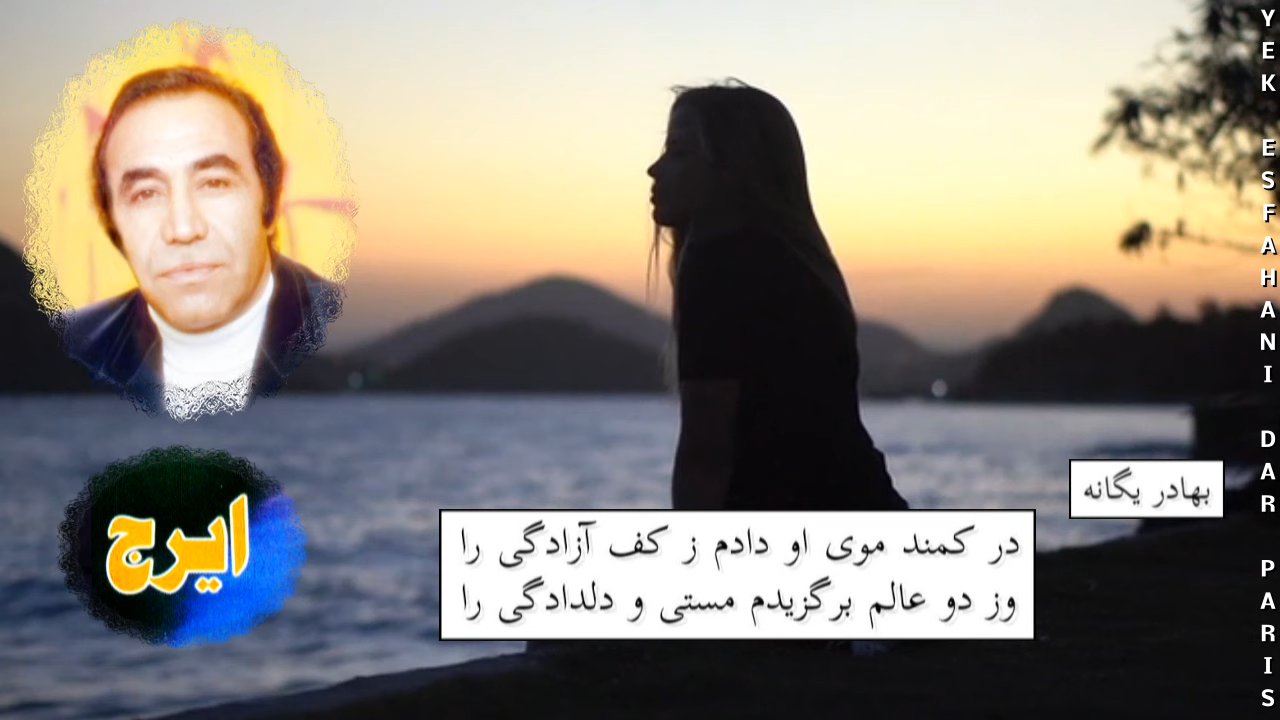 ایرج
بهادر یگانه
در کمند موی او دادم ز کف آزادگی را
وز دو عالم برگزیدم مستی و دلدادگی را
YEK ESFAHANI DAR PARIS